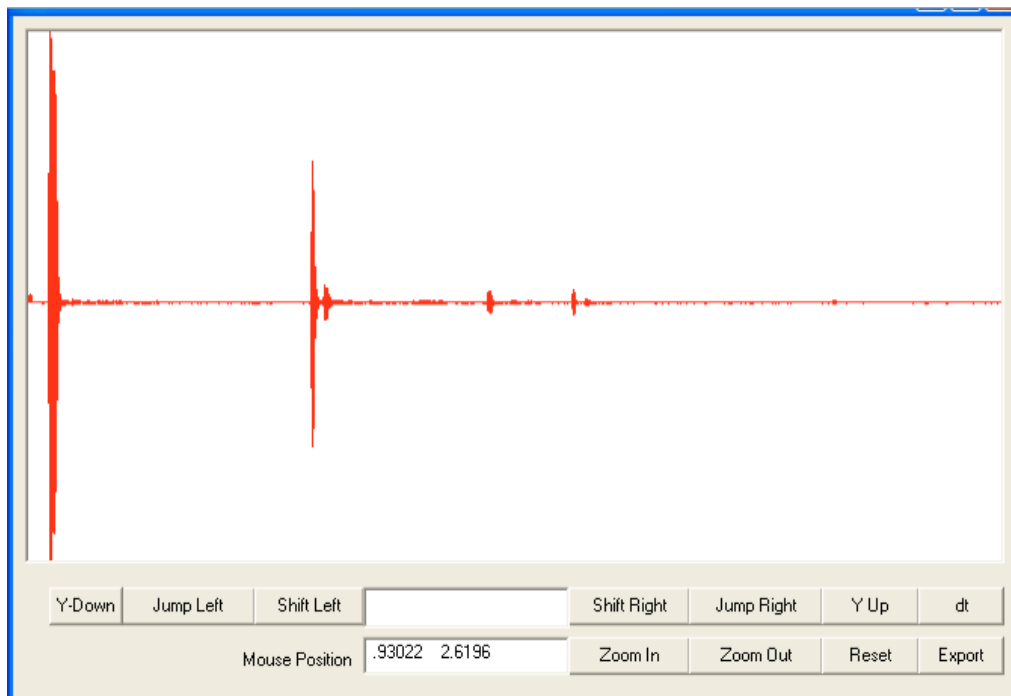 Y-Down Jump Left Shift Left Shift Right Jump Right Y Up dt
Mouse Position .93022 2.6196 Zoom In Zoom Out Reset Export